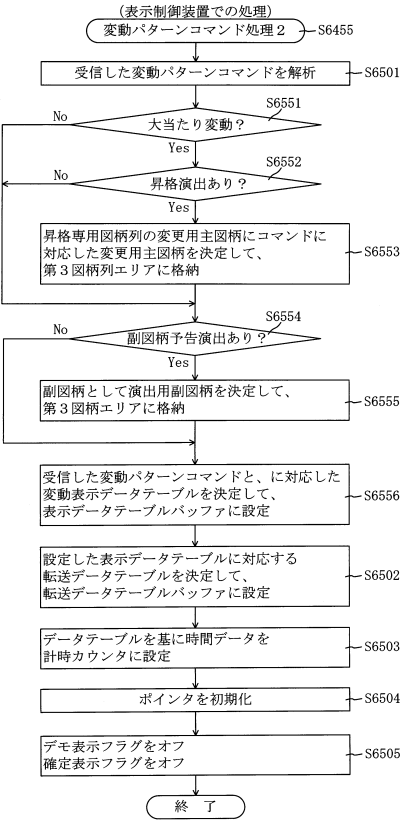 (表示制御装置での処理)
変動パターンコマンド処理2
S6455
受信した変動パターンコマンドを解析
S6501
大当たり変動?
S6551
No
Yes
昇格演出あり?
S6552
No
Yes
昇格専用図柄列の変更用主図柄にコマンドに
対応した変更用主図柄を決定して、
第3図柄列エリアに格納
S6553
副図柄予告演出あり?
S6554
No
Yes
副図柄として演出用副図柄を決定して、
第3図柄エリアに格納
S6555
受信した変動パターンコマンドと、に対応した
変動表示データテーブルを決定して、
表示データテーブルバッファに設定
S6556
設定した表示データテーブルに対応する
転送データテーブルを決定して、
転送データテーブルバッファに設定
S6502
データテーブルを基に時間データを
計時カウンタに設定
S6503
ポインタを初期化
S6504
デモ表示フラグをオフ
確定表示フラグをオフ
S6505
終 了